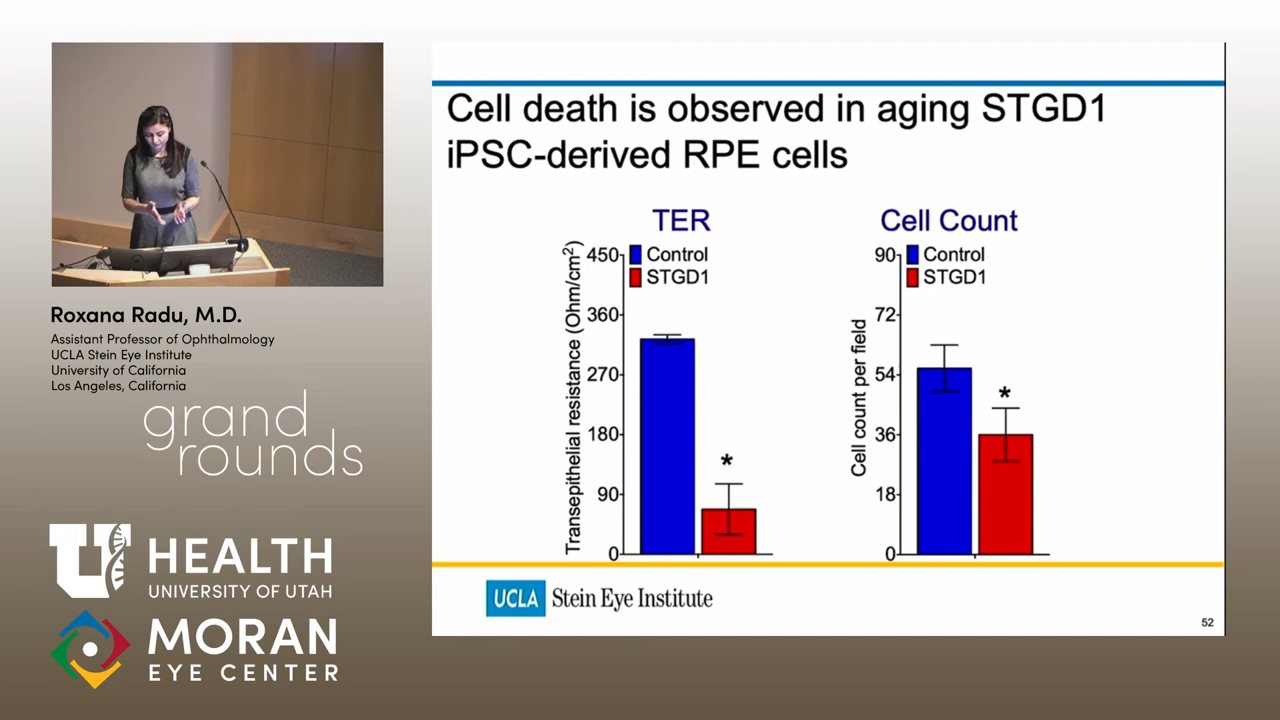 Cell death is observed in aging STGD1
iPSC-derived RPE cells
TER
Transepithelial resistance (Ohm/cm²)
450
360
270
180
90
0
Control
STGD1
*
Cell Count
Cell count per field
90
72
54
36
18
0
Control
STGD1
*
UCLA Stein Eye Institute
52
Roxana Radu, M.D.
Assistant Professor of Ophthalmology
UCLA Stein Eye Institute
University of California
Los Angeles, California
grand
rounds
U HEALTH
UNIVERSITY OF UTAH
MORAN
EYE CENTER